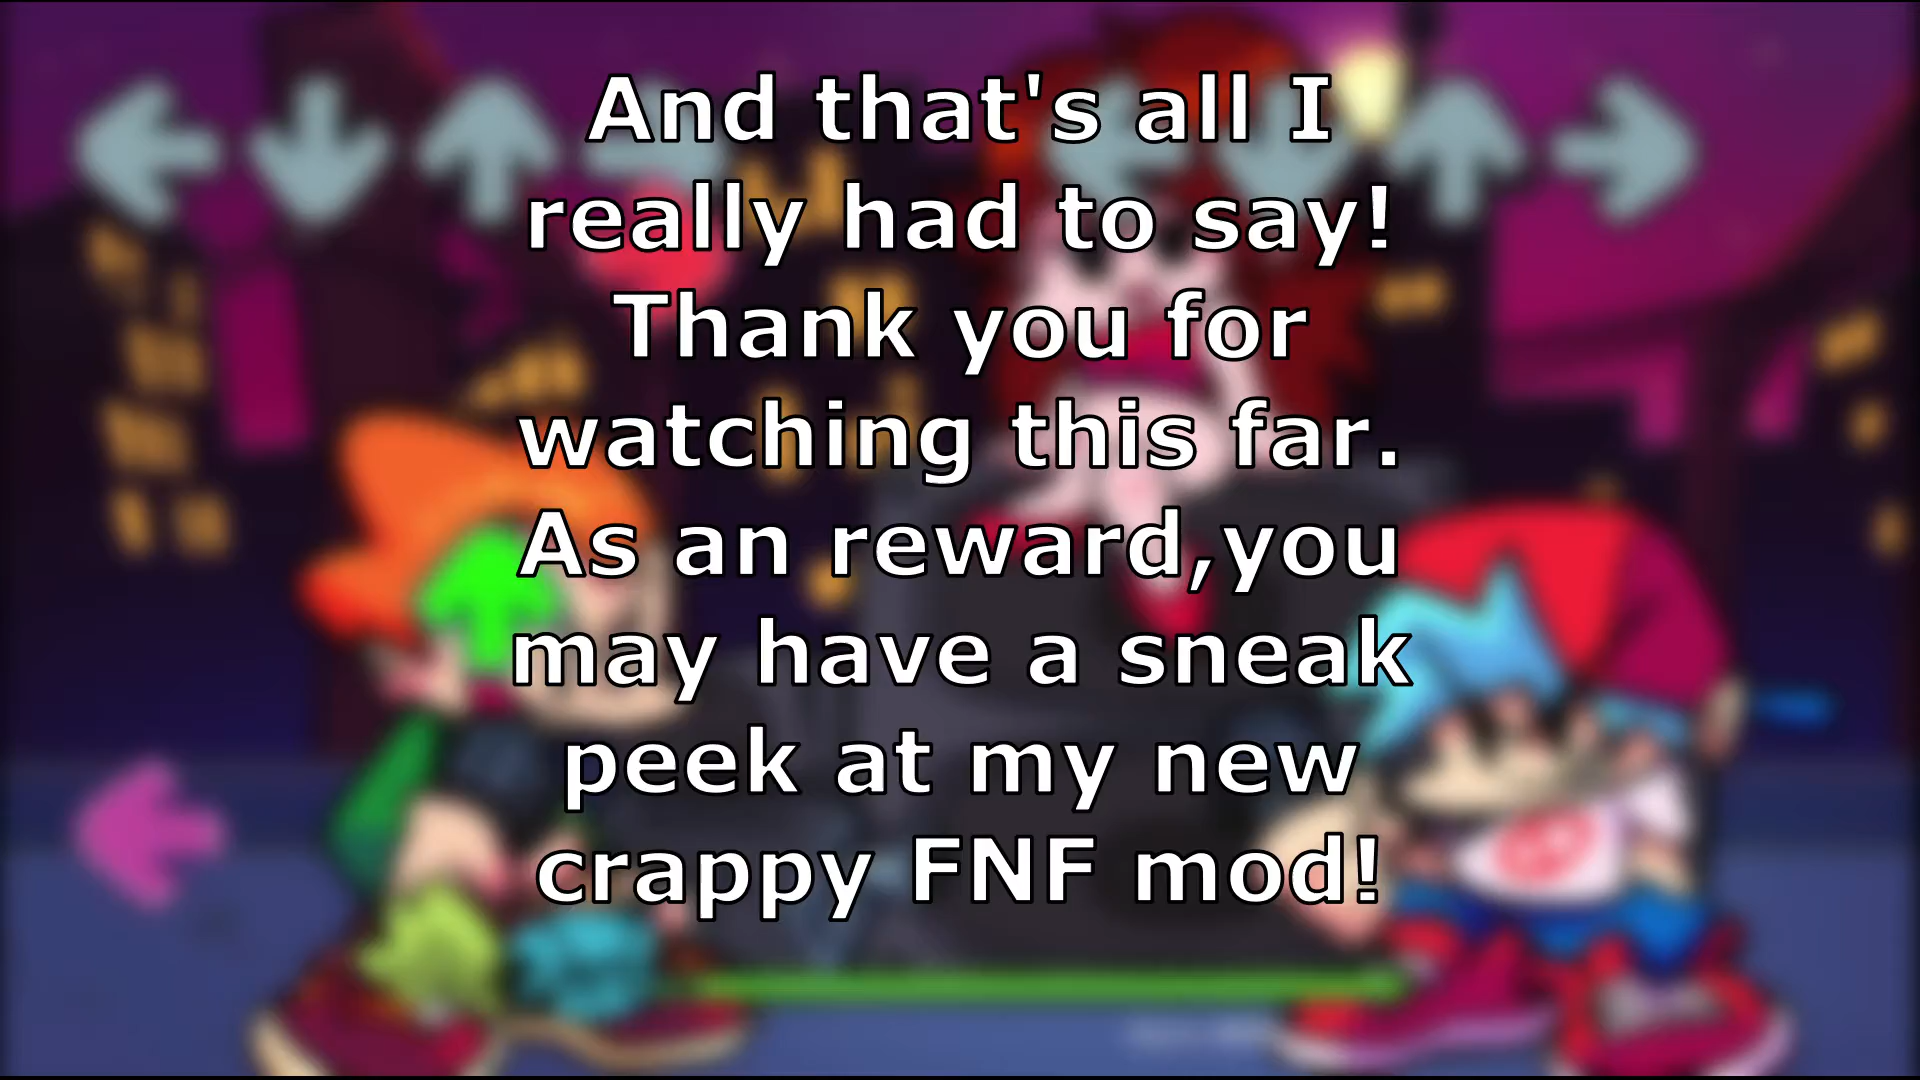 And that's all I
really had to say!
Thank you for
watching this far.
As an reward,you
may have a sneak
peek at my new
crappy FNF mod!